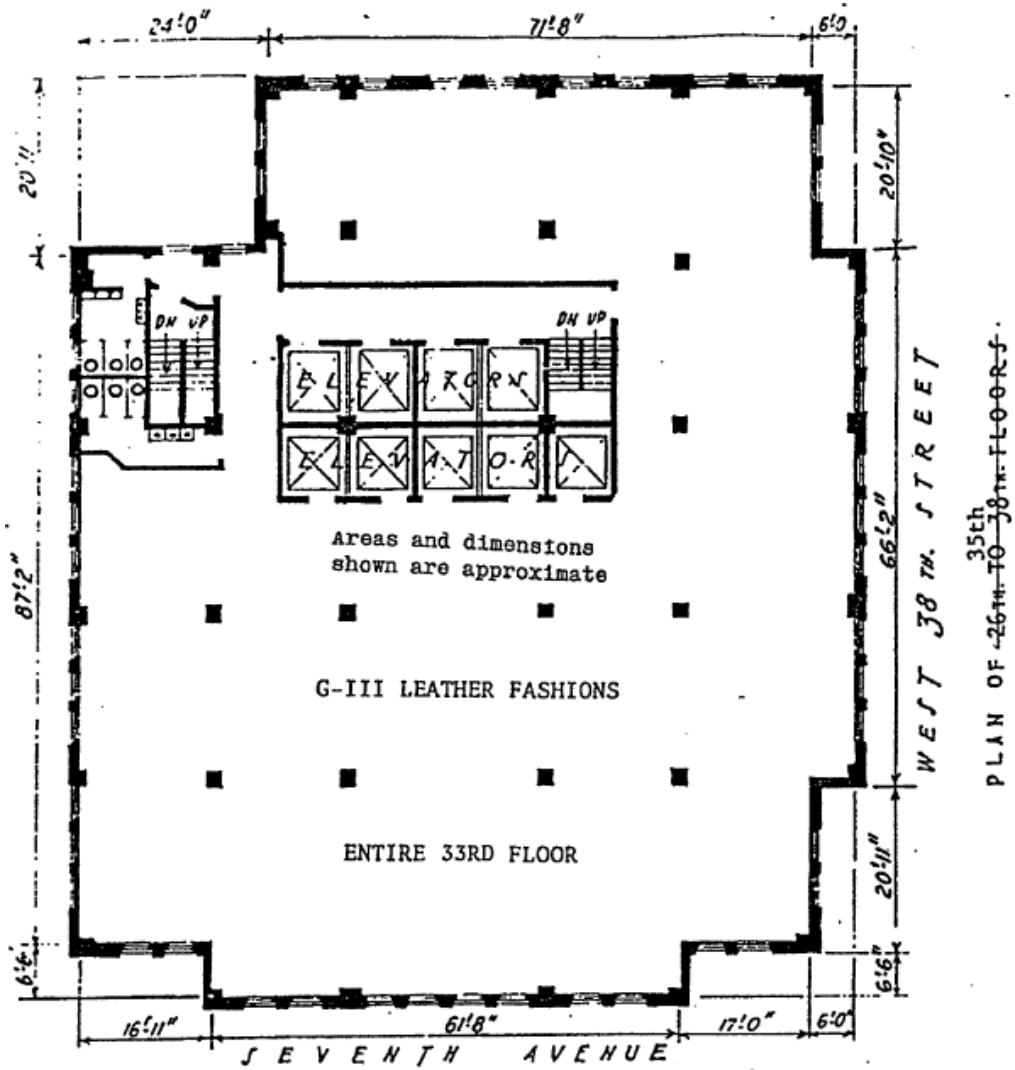 24'0" 71'8" 6'0
20'11
20'10"
DN UP
DN UP
ELEVATORS
ELEVATORS
Areas and dimensions
shown are approximate
87'2"
66'2"
WEST 38TH. STREET
35th
PLAN OF 26TH. TO 38TH. FLOORS.
G-III LEATHER FASHIONS
ENTIRE 33RD FLOOR
20'11"
6'6"
6'6"
16'11" 61'8" 17'0" 6'0"
SEVENTH AVENUE